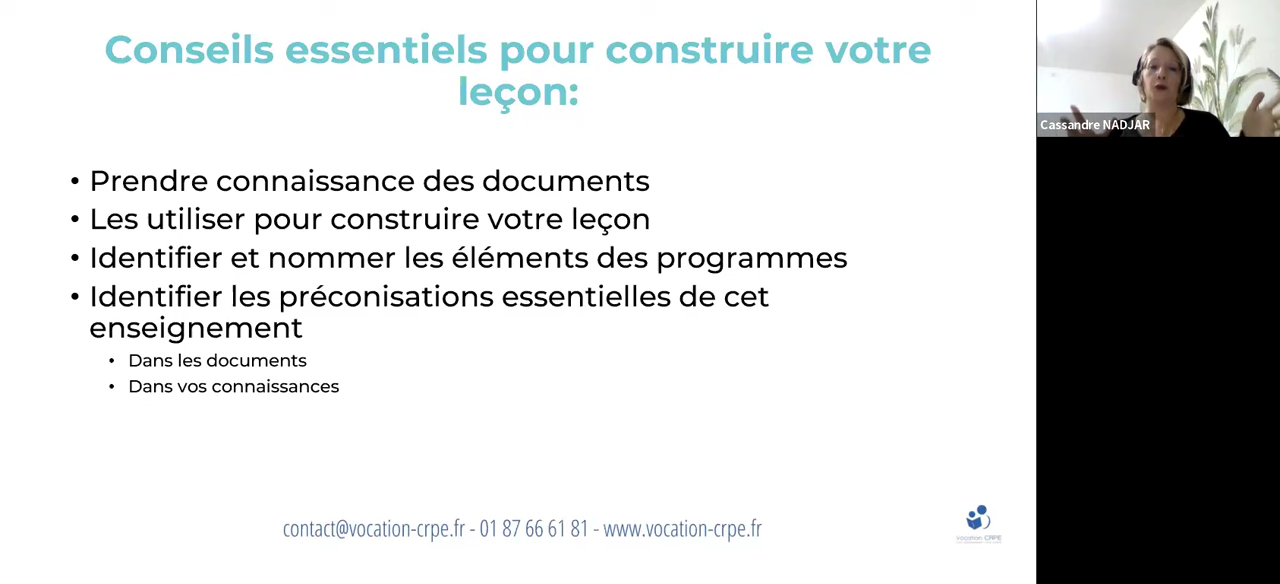 Conseils essentiels pour construire votre
leçon:
Cassandre NADJAR
• Prendre connaissance des documents
• Les utiliser pour construire votre leçon
• Identifier et nommer les éléments des programmes
• Identifier les préconisations essentielles de cet
enseignement
• Dans les documents
• Dans vos connaissances
contact@vocation-crpe.fr - 01 87 66 61 81 - www.vocation-crpe.fr
Vocation CRPE